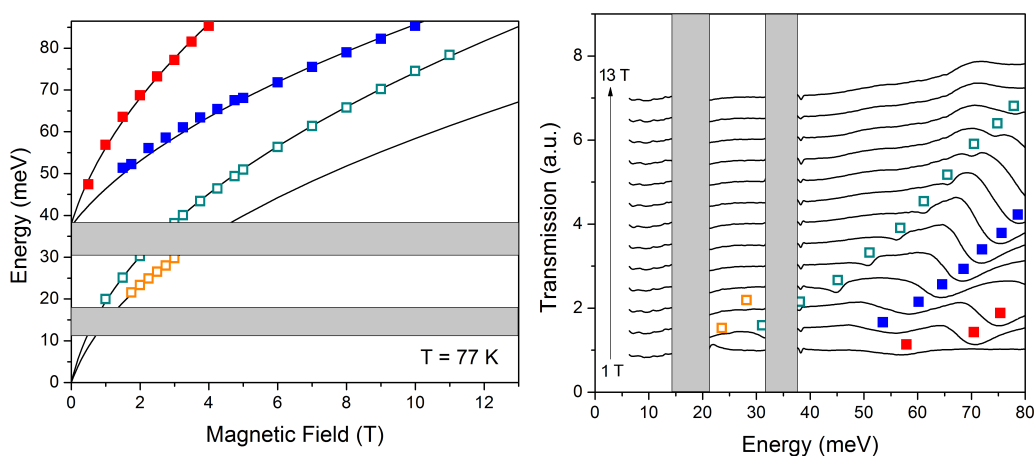 80
70
60
50
40
30
20
10
0
Energy (meV)
T = 77 K
0 2 4 6 8 10 12
Magnetic Field (T)
8
6
4
2
0
Transmission (a.u.)
13 T
1 T
0 10 20 30 40 50 60 70 80
Energy (meV)